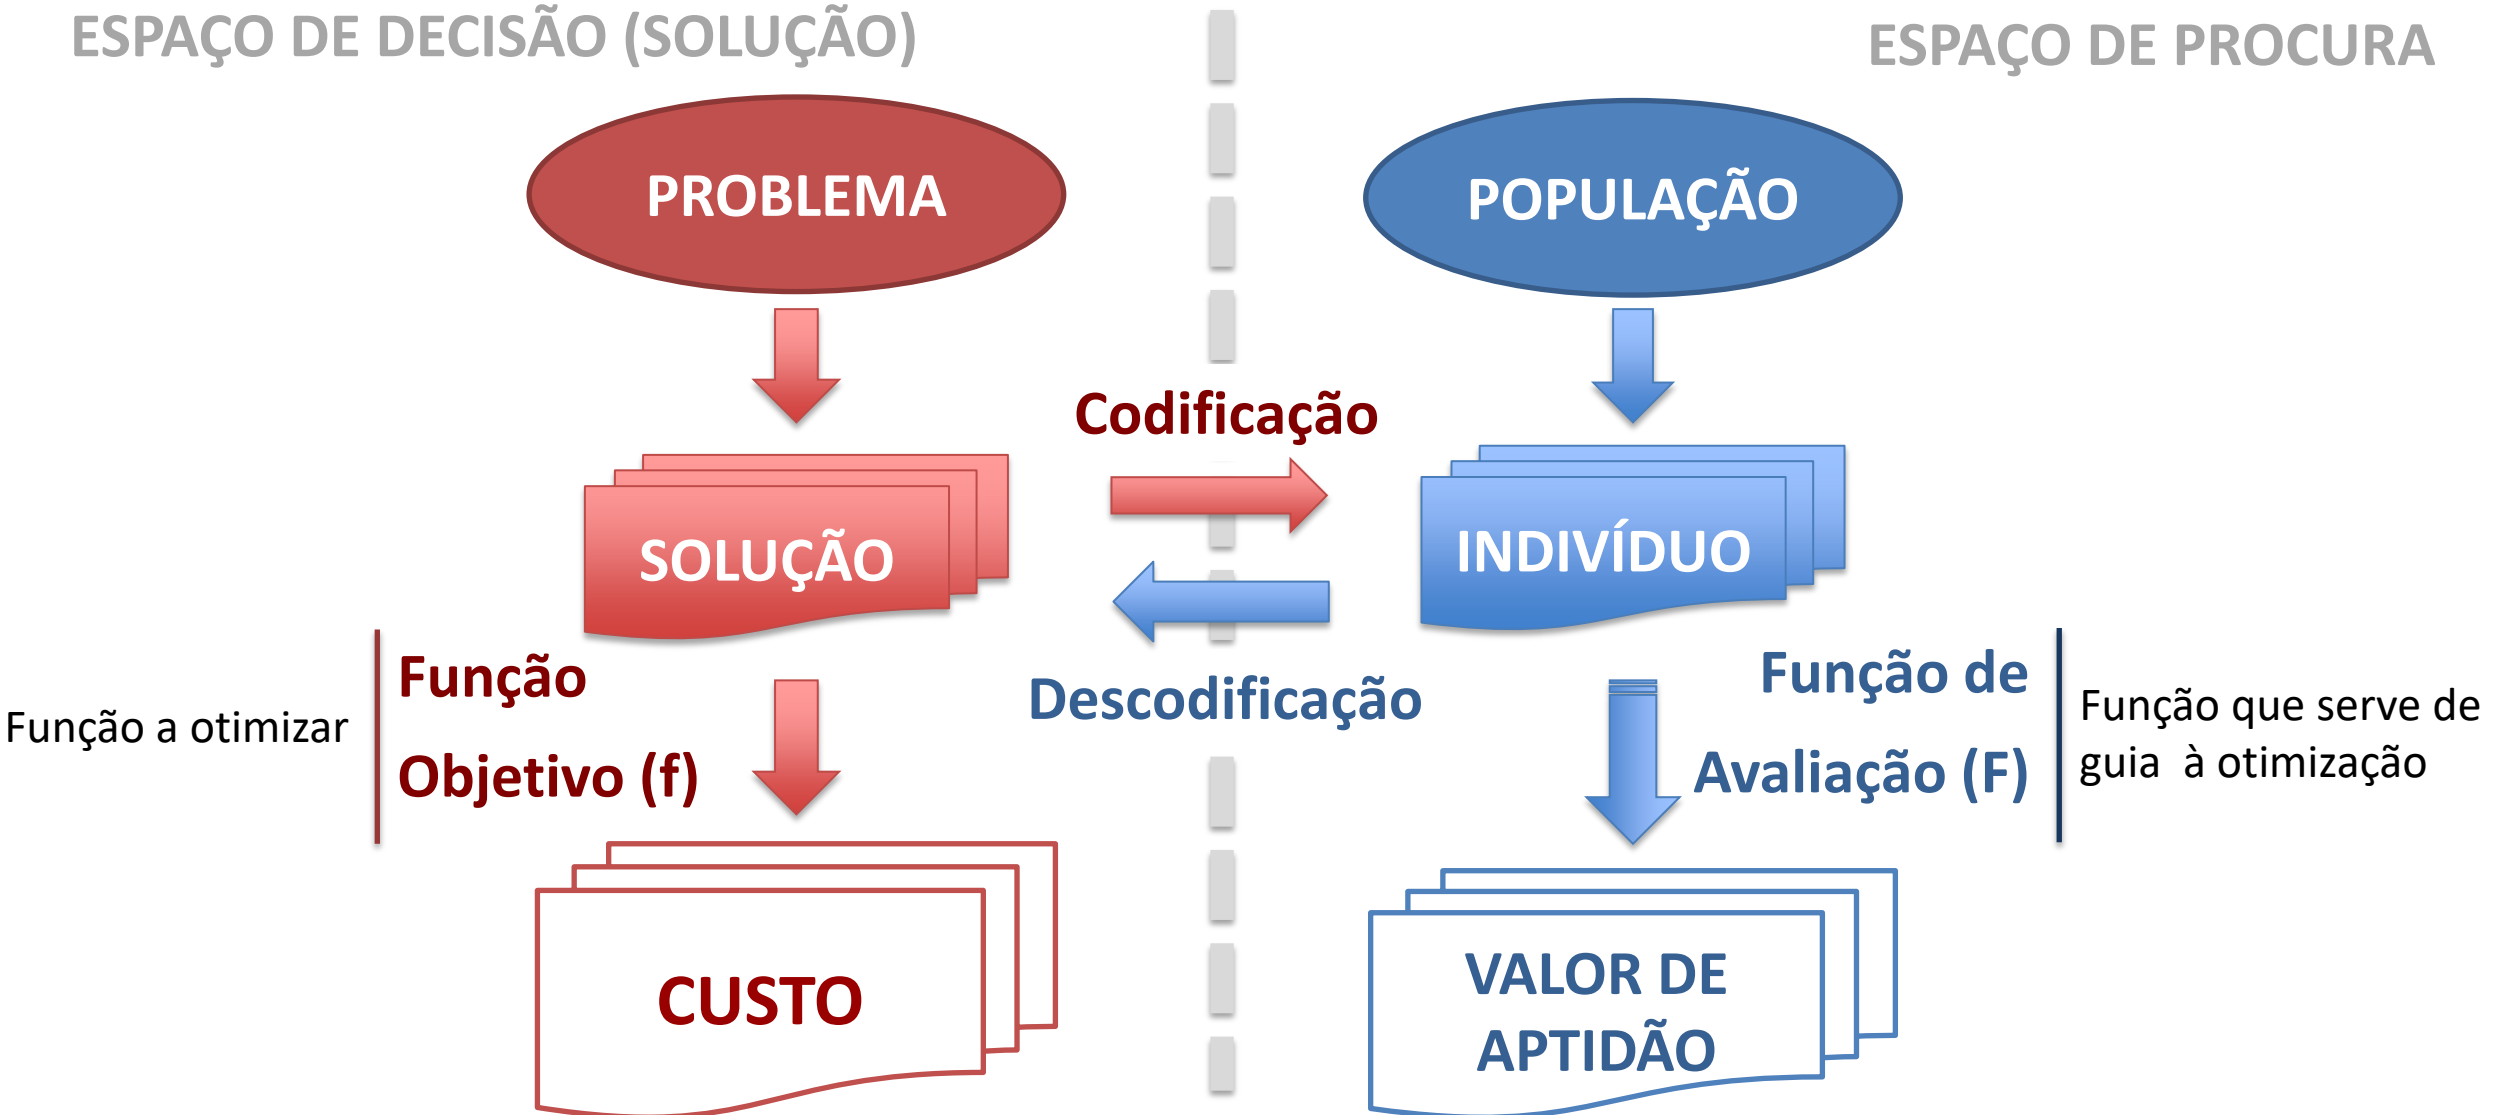 ESPAÇO DE DECISÃO (SOLUÇÃO)
ESPAÇO DE PROCURA
PROBLEMA
POPULAÇÃO
Codificação
SOLUÇÃO
INDIVÍDUO
Descodificação
Função a otimizar
Função
Objetivo (f)
Função de
Avaliação (F)
Função que serve de
guia à otimização
CUSTO
VALOR DE
APTIDÃO